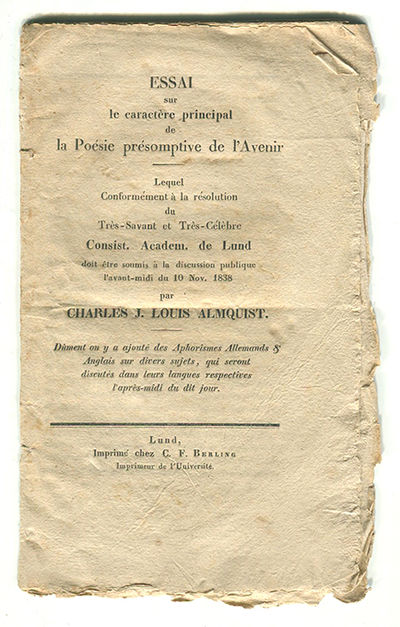 ESSAI
sur
le caractère principal
de
la Poésie présomptive de l'Avenir
Lequel
Conformément à la résolution
du
Très-Savant et Très-Célèbre
Consist. Academ. de Lund
doit être soumis à la discussion publique
l'avant-midi du 10 Nov. 1838
par
CHARLES J. LOUIS ALMQUIST.
Dûment on y a ajouté des Aphorismes Allemands &
Anglais sur divers sujets, qui seront
discutés dans leurs langues respectives
l'après-midi du dit jour.
Lund,
Imprimé chez C. F. BERLING
Imprimeur de l'Université.